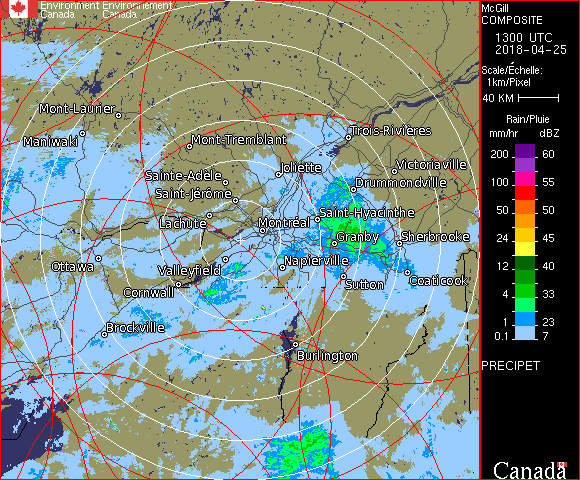 Environment Environnement
Canada Canada
McGill
COMPOSITE
1300 UTC
2018-04-25
Scale/Échelle:
1km/Pixel
40 KM
Rain/Pluie
mm/hr dBZ
200 60
100 55
50 50
24 45
12 40
4 33
1 23
0.1 7
PRECIPET
Canada
Mont-Laurier
Maniwaki
Mont-Tremblant
Trois-Rivières
Sainte-Adèle
Joliette
Victoriaville
Saint-Jérôme
Drummondville
Lachute
Montréal
Saint-Hyacinthe
Granby
Sherbrooke
Ottawa
Valleyfield
Napierville
Cornwall
Sutton
Coaticook
Brockville
Burlington